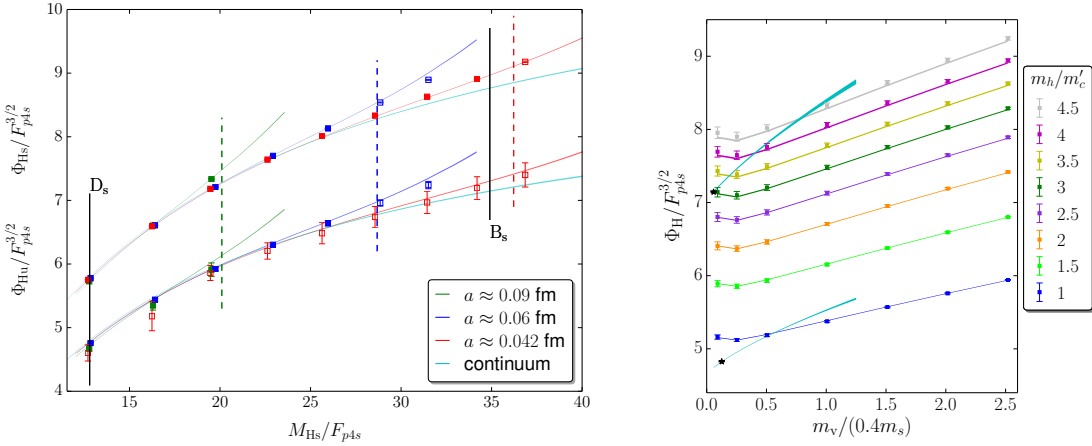 10
9
8
7
6
5
4
15
20
25
30
35
40
Φ_Hs/F_p4s^3/2
Φ_Hu/F_p4s^3/2
M_Hs/F_p4s
D_s
B_s
a ≈ 0.09 fm
a ≈ 0.06 fm
a ≈ 0.042 fm
continuum
9
8
7
6
5
0.0
0.5
1.0
1.5
2.0
2.5
Φ_H/F_p4s^3/2
m_v/(0.4m_s)
m_h/m′_c
4.5
4
3.5
3
2.5
2
1.5
1